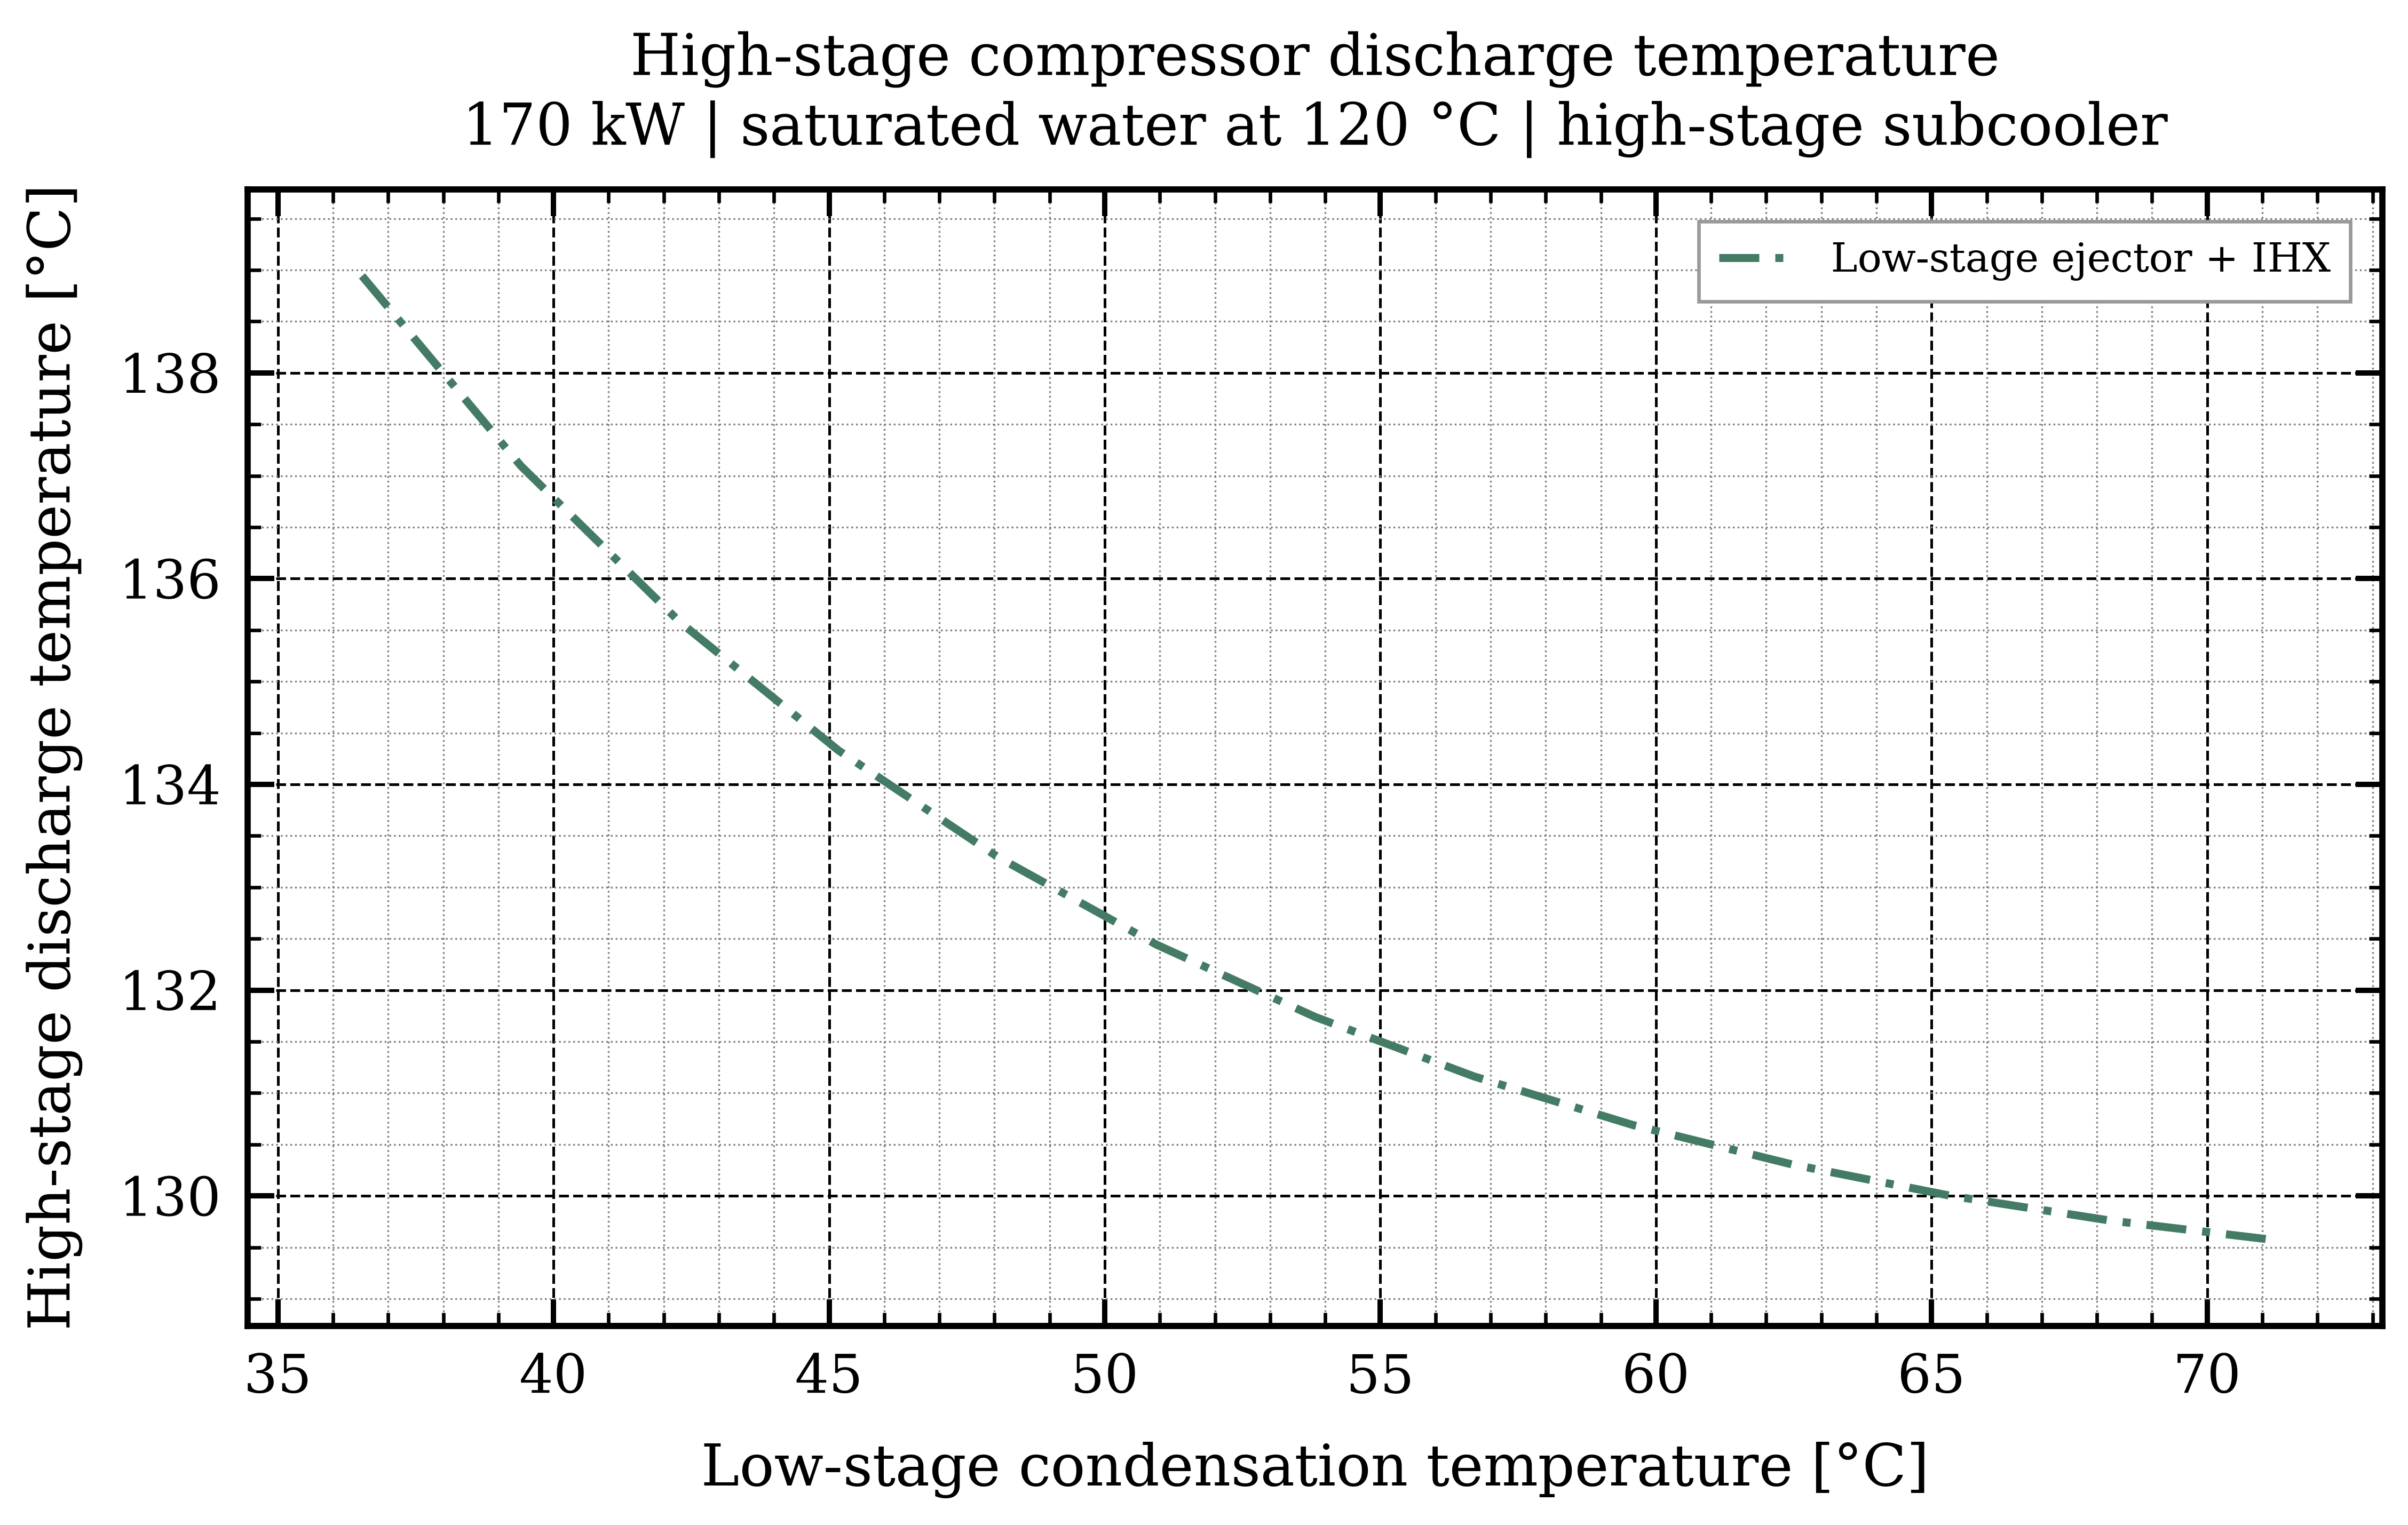 High-stage compressor discharge temperature
170 kW | saturated water at 120 °C | high-stage subcooler
High-stage discharge temperature [°C]
Low-stage ejector + IHX
138
136
134
132
130
35 40 45 50 55 60 65 70
Low-stage condensation temperature [°C]